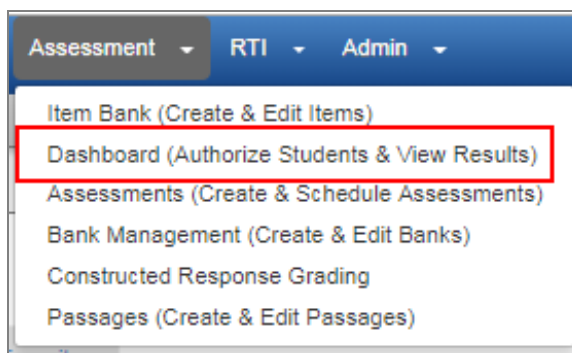 Assessment RTI Admin
Item Bank (Create & Edit Items)
Dashboard (Authorize Students & View Results)
Assessments (Create & Schedule Assessments)
Bank Management (Create & Edit Banks)
Constructed Response Grading
Passages (Create & Edit Passages)